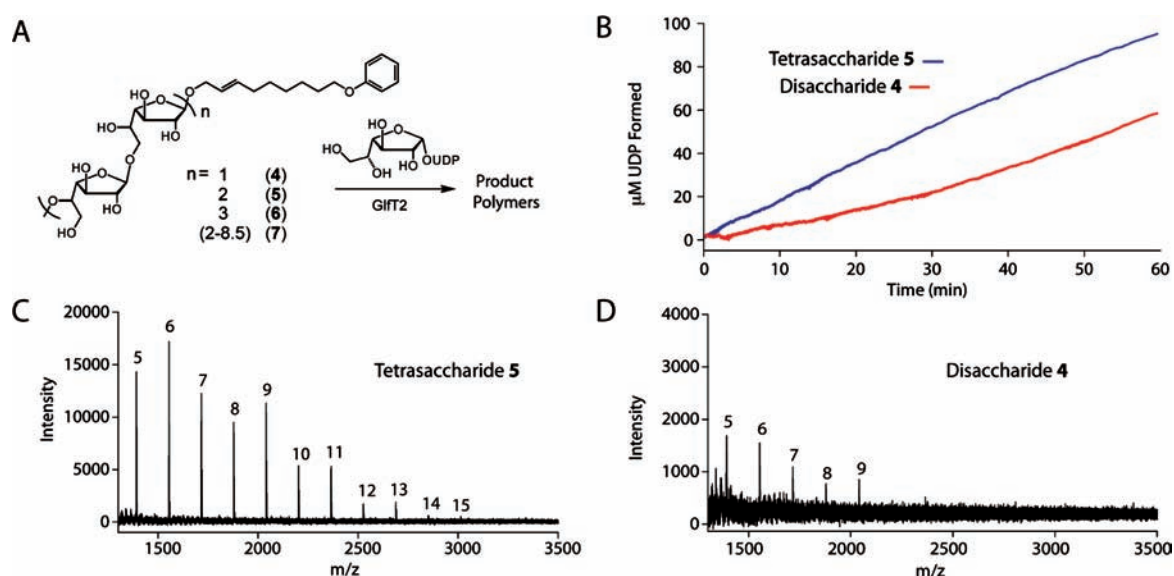 A
HO
O
O
O
HO
OH
n
HO
O
HO
O
OH
O
HO
n = 1 (4)
2 (5)
3 (6)
(2-8.5) (7)
HO
O
HO
OH
HO
OUDP
GlfT2
Product
Polymers
B
Tetrasaccharide 5
Disaccharide 4
µM UDP Formed
100
80
60
40
20
0
0 10 20 30 40 50 60
Time (min)
C
Tetrasaccharide 5
Intensity
20000
15000
10000
5000
0
5 6 7 8 9 10 11 12 13 14 15
1500 2000 2500 3000 3500
m/z
D
Disaccharide 4
Intensity
4000
3000
2000
1000
0
5 6 7 8 9
1500 2000 2500 3000 3500
m/z